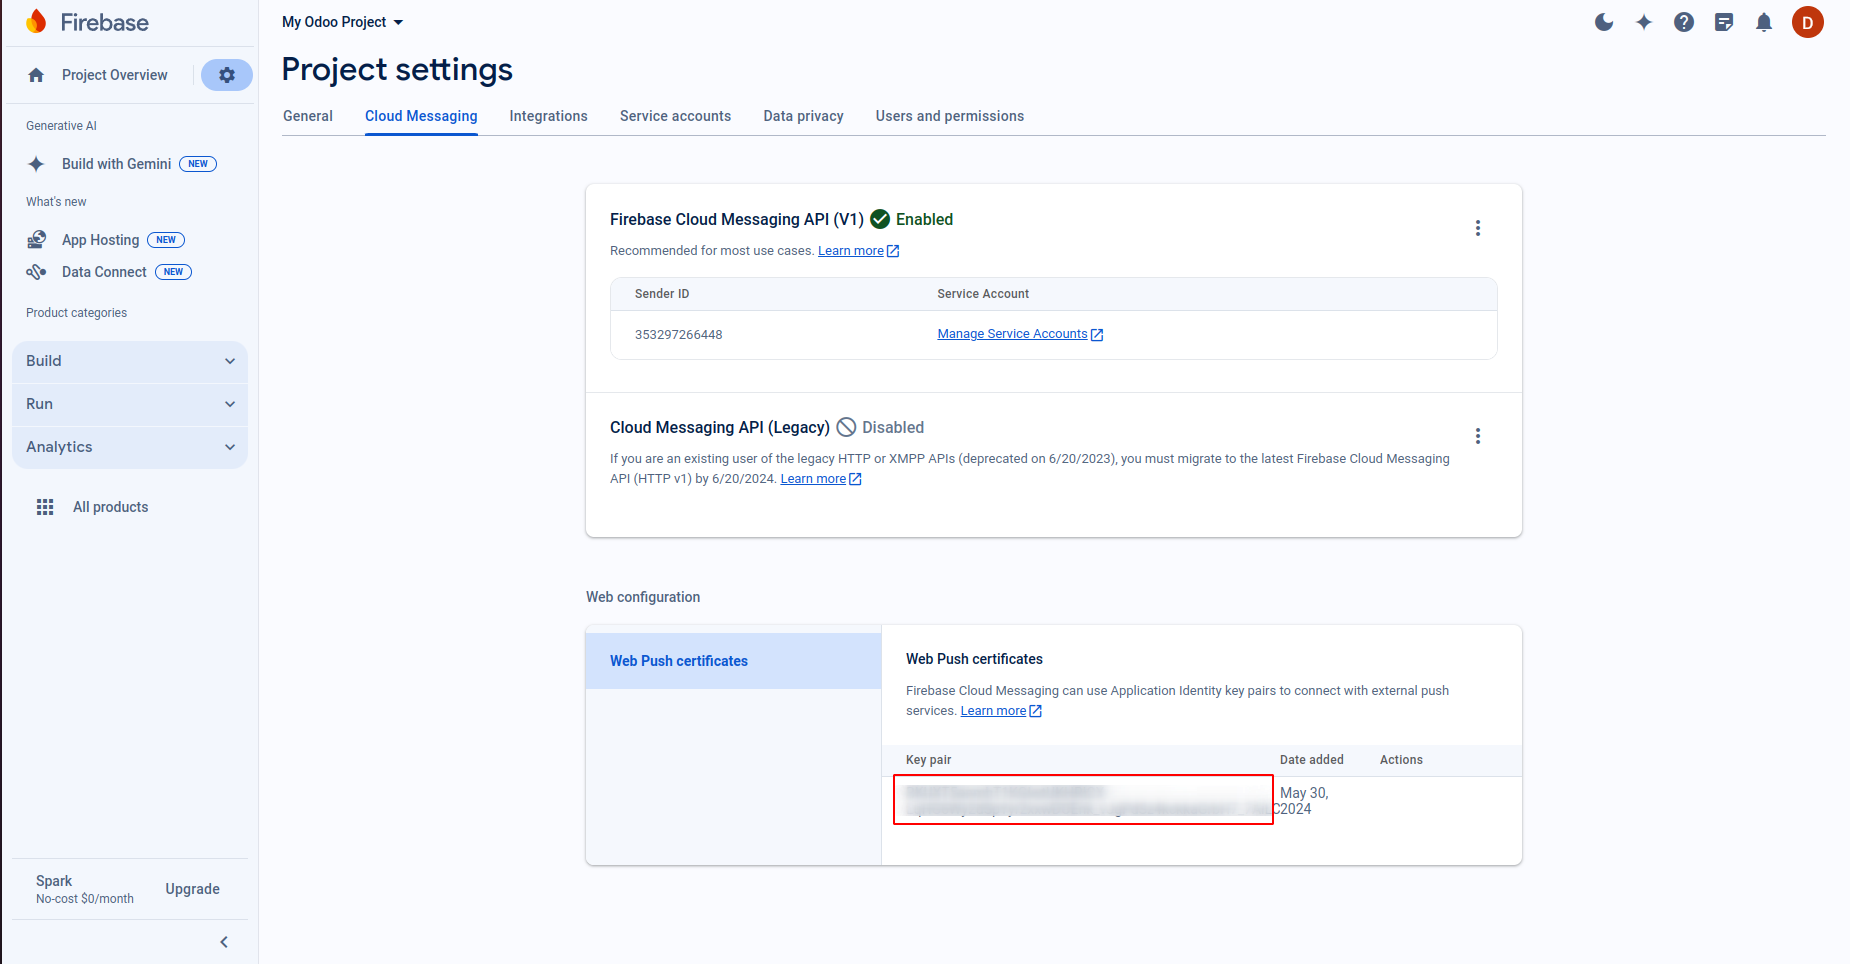 Firebase
Project Overview
Generative AI
Build with Gemini NEW
What's new
App Hosting NEW
Data Connect NEW
Product categories
Build
Run
Analytics
All products
Spark
No-cost $0/month
Upgrade
My Odoo Project
D
Project settings
General Cloud Messaging Integrations Service accounts Data privacy Users and permissions
Firebase Cloud Messaging API (V1) Enabled
Recommended for most use cases. Learn more
Sender ID Service Account
353297266448 Manage Service Accounts
Cloud Messaging API (Legacy) Disabled
If you are an existing user of the legacy HTTP or XMPP APIs (deprecated on 6/20/2023), you must migrate to the latest Firebase Cloud Messaging
API (HTTP v1) by 6/20/2024. Learn more
Web configuration
Web Push certificates
Web Push certificates
Firebase Cloud Messaging can use Application Identity key pairs to connect with external push
services. Learn more
Key pair Date added Actions
May 30,
2024